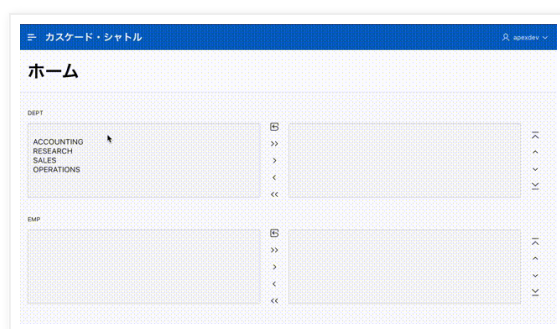 カスケード・シャトル
apexdev
ホーム
DEPT
ACCOUNTING
RESEARCH
SALES
OPERATIONS
EMP